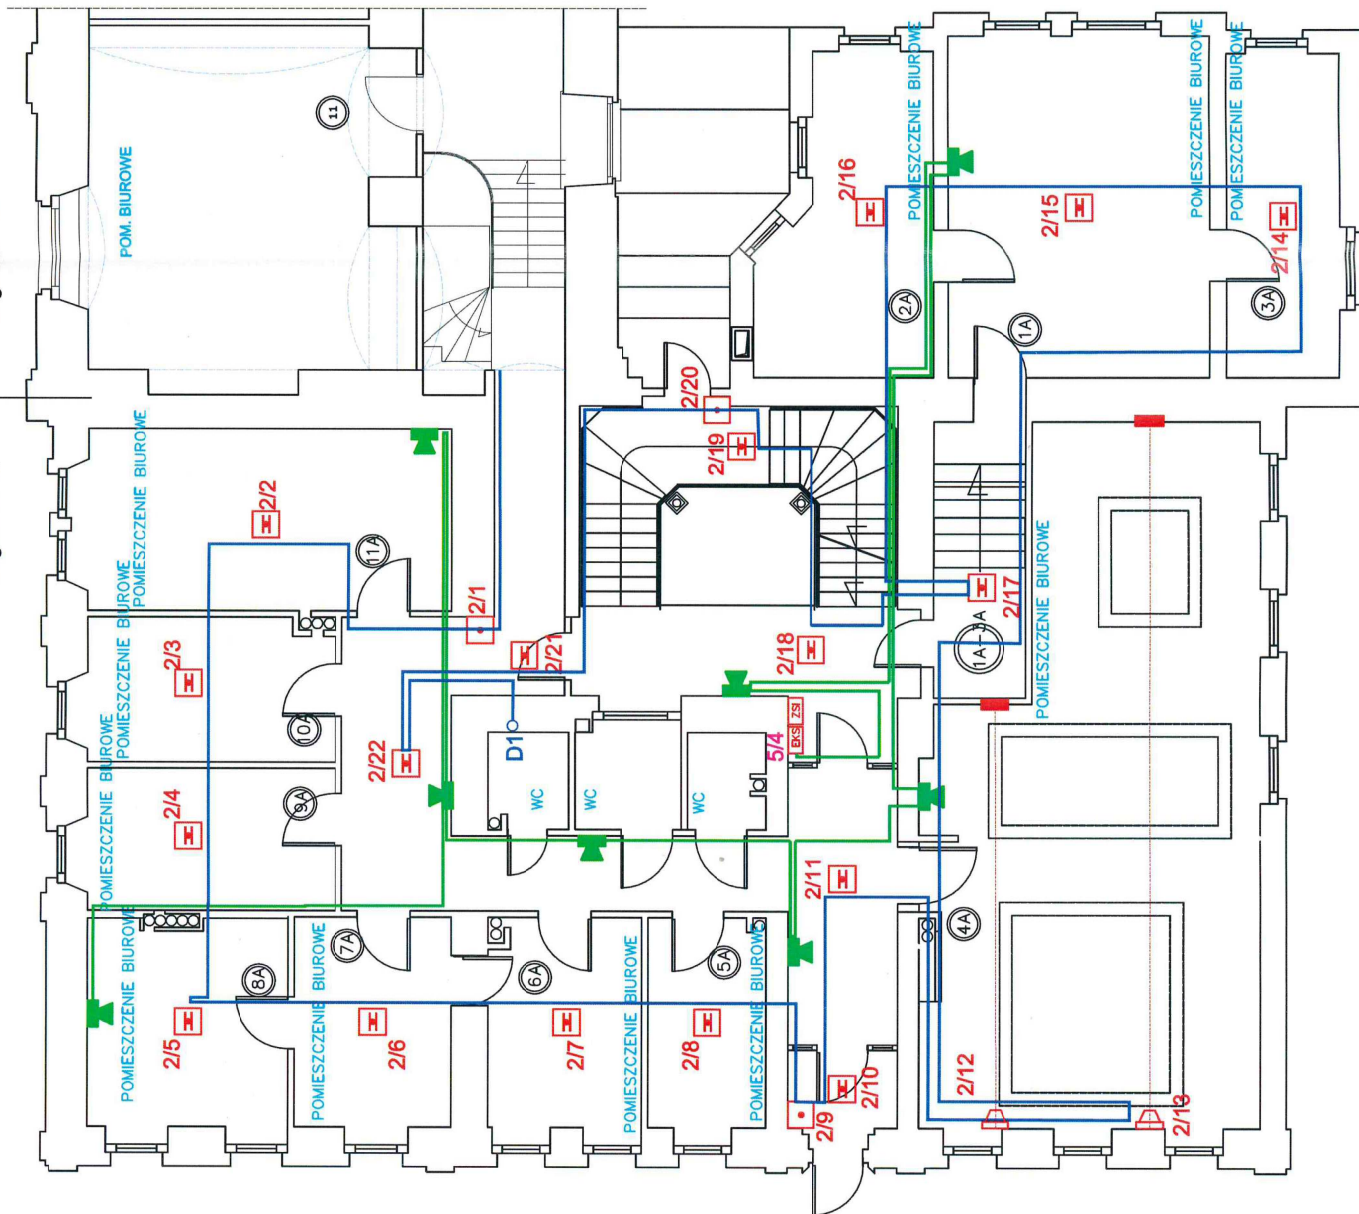 POM. BIUROWE
11
2/16
POMIESZCZENIE BIUROWE
POMIESZCZENIE BIUROWE
POMIESZCZENIE BIUROWE
2/15
2/14
2A
1A
3A
2/20
2/19
POMIESZCZENIE BIUROWE
2/2
11A
2/1
2/21
2/17
1A-3A
POMIESZCZENIE BIUROWE
2/18
POMIESZCZENIE BIUROWE
2/3
10A
2/22
D1
5/4
EKS
ZSI
WC
WC
WC
POMIESZCZENIE BIUROWE
2/4
9A
2/11
4A
POMIESZCZENIE BIUROWE
8A
7A
6A
5A
2/5
POMIESZCZENIE BIUROWE
2/6
2/7
POMIESZCZENIE BIUROWE
2/8
POMIESZCZENIE BIUROWE
2/9
2/10
2/12
2/13